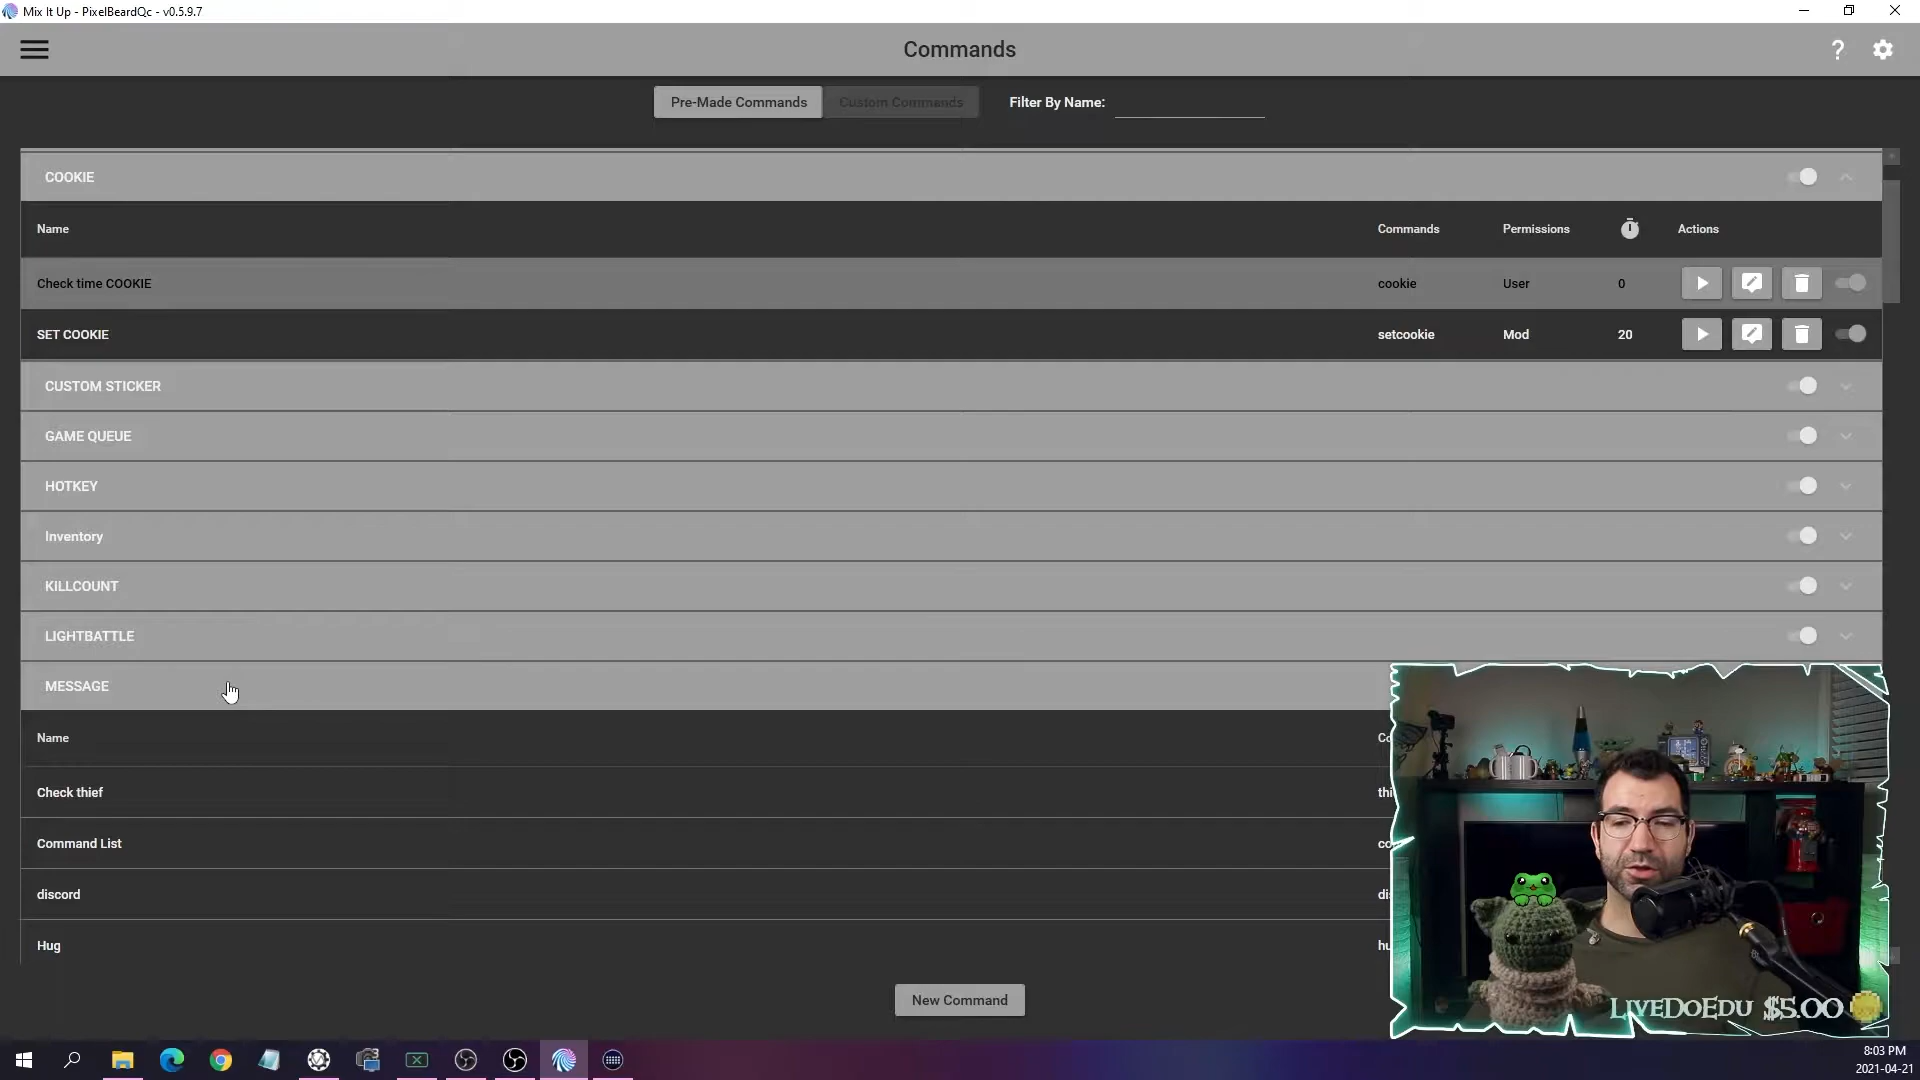 Mix It Up - PixelBeardQc - v0.5.9.7
Commands
?
Pre-Made Commands
Custom Commands
Filter By Name:
COOKIE
Name Commands Permissions Actions
Check time COOKIE cookie User 0
SET COOKIE setcookie Mod 20
CUSTOM STICKER
GAME QUEUE
HOTKEY
Inventory
KILLCOUNT
LIGHTBATTLE
MESSAGE
Name
Check thief thi
Command List
discord
Hug hu
New Command
LIVEDOEDU $5.00
8:03 PM
2021-04-21